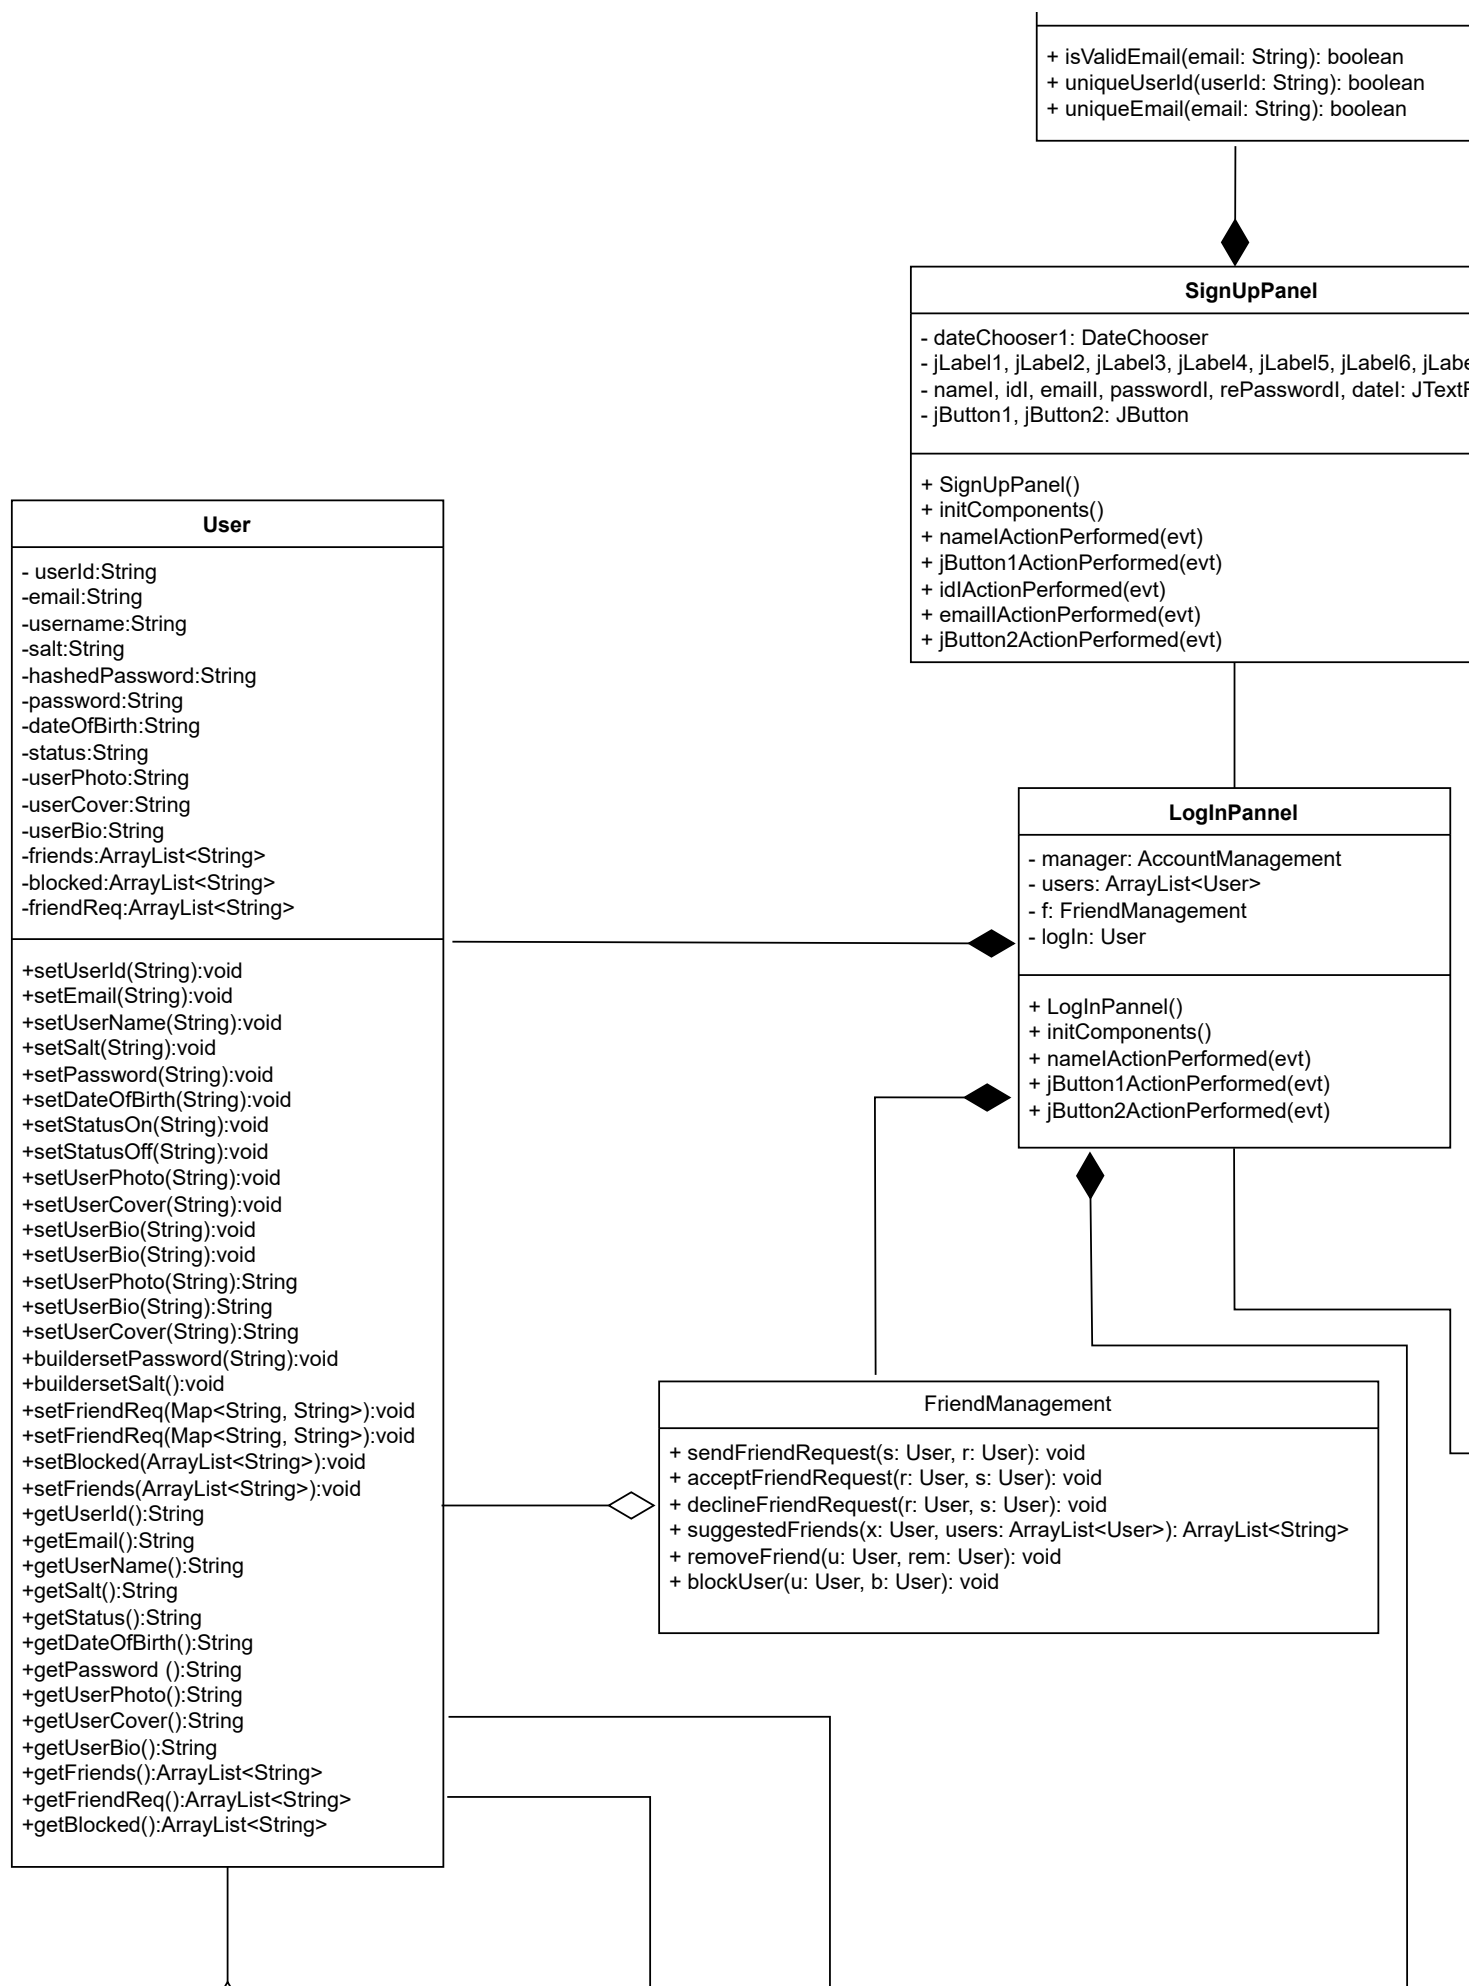 + isValidEmail(email: String): boolean
+ uniqueUserId(userId: String): boolean
+ uniqueEmail(email: String): boolean
SignUpPanel
- dateChooser1: DateChooser
- jLabel1, jLabel2, jLabel3, jLabel4, jLabel5, jLabel6, jLabe
- nameI, idI, emailI, passwordI, rePasswordI, dateI: JTextF
- jButton1, jButton2: JButton
+ SignUpPanel()
+ initComponents()
+ nameIActionPerformed(evt)
+ jButton1ActionPerformed(evt)
+ idIActionPerformed(evt)
+ emailIActionPerformed(evt)
+ jButton2ActionPerformed(evt)
User
- userId:String
-email:String
-username:String
-salt:String
-hashedPassword:String
-password:String
-dateOfBirth:String
-status:String
-userPhoto:String
-userCover:String
-userBio:String
-friends:ArrayList<String>
-blocked:ArrayList<String>
-friendReq:ArrayList<String>
+setUserId(String):void
+setEmail(String):void
+setUserName(String):void
+setSalt(String):void
+setPassword(String):void
+setDateOfBirth(String):void
+setStatusOn(String):void
+setStatusOff(String):void
+setUserPhoto(String):void
+setUserCover(String):void
+setUserBio(String):void
+setUserBio(String):void
+setUserPhoto(String):String
+setUserBio(String):String
+setUserCover(String):String
+buildersetPassword(String):void
+buildersetSalt():void
+setFriendReq(Map<String, String>):void
+setFriendReq(Map<String, String>):void
+setBlocked(ArrayList<String>):void
+setFriends(ArrayList<String>):void
+getUserId():String
+getEmail():String
+getUserName():String
+getSalt():String
+getStatus():String
+getDateOfBirth():String
+getPassword ():String
+getUserPhoto():String
+getUserCover():String
+getUserBio():String
+getFriends():ArrayList<String>
+getFriendReq():ArrayList<String>
+getBlocked():ArrayList<String>
LogInPannel
- manager: AccountManagement
- users: ArrayList<User>
- f: FriendManagement
- logIn: User
+ LogInPannel()
+ initComponents()
+ nameIActionPerformed(evt)
+ jButton1ActionPerformed(evt)
+ jButton2ActionPerformed(evt)
FriendManagement
+ sendFriendRequest(s: User, r: User): void
+ acceptFriendRequest(r: User, s: User): void
+ declineFriendRequest(r: User, s: User): void
+ suggestedFriends(x: User, users: ArrayList<User>): ArrayList<String>
+ removeFriend(u: User, rem: User): void
+ blockUser(u: User, b: User): void